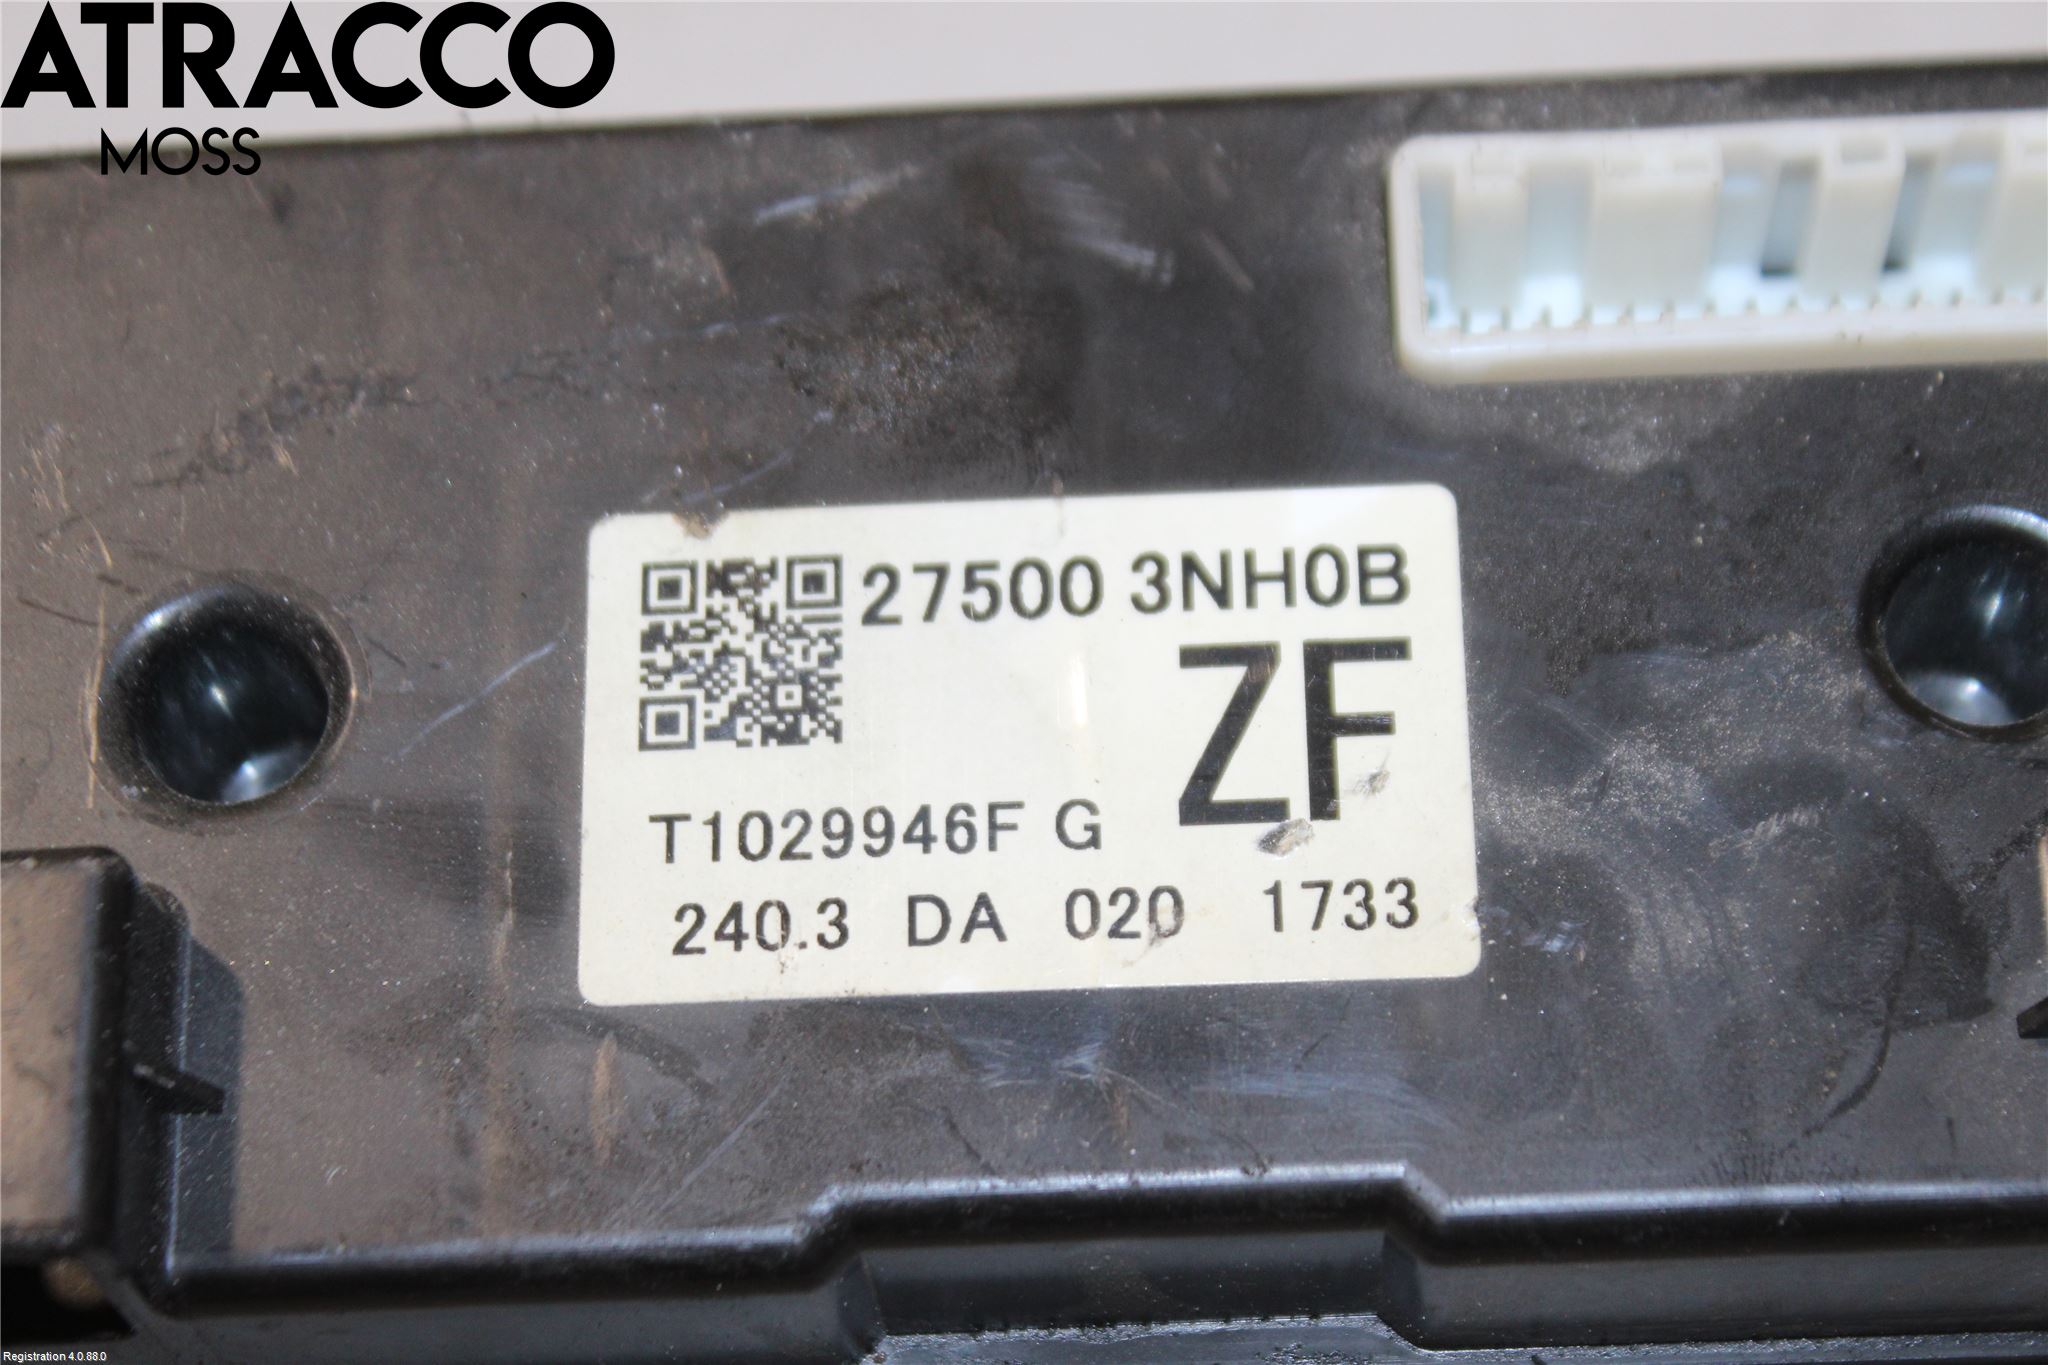 ATRACCO
MOSS
27500 3NH0B
ZF
T1029946F G
240.3 DA 020 1733
Registration 4.0.88.0